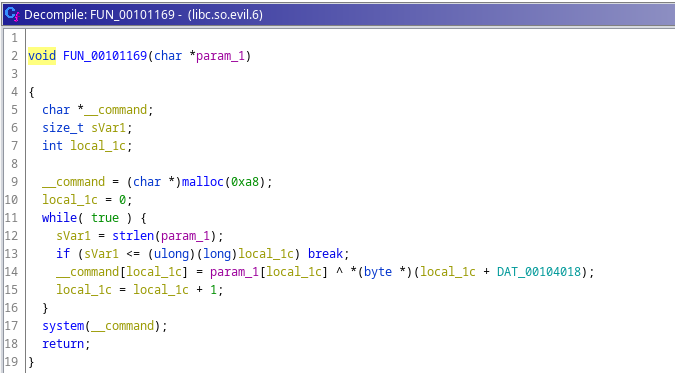 Decompile: FUN_00101169 - (libc.so.evil.6)
1
2 void FUN_00101169(char *param_1)
3
4 {
5 char *__command;
6 size_t sVar1;
7 int local_1c;
8
9 __command = (char *)malloc(0xa8);
10 local_1c = 0;
11 while( true ) {
12 sVar1 = strlen(param_1);
13 if (sVar1 <= (ulong)(long)local_1c) break;
14 __command[local_1c] = param_1[local_1c] ^ *(byte *)(local_1c + DAT_00104018);
15 local_1c = local_1c + 1;
16 }
17 system(__command);
18 return;
19 }